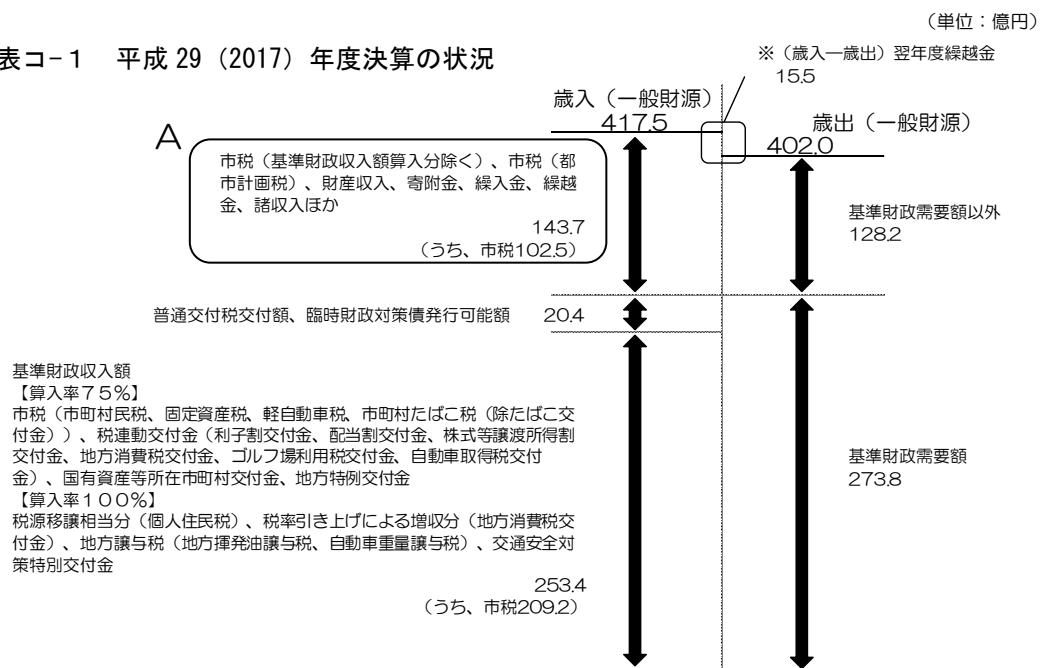 （単位：億円）
表コ-１　平成 29（2017）年度決算の状況
※（歳入ー歳出）翌年度繰越金
15.5
歳入（一般財源）
417.5
歳出（一般財源）
402.0
A
市税（基準財政収入額算入分除く）、市税（都
市計画税）、財産収入、寄附金、繰入金、繰越
金、諸収入ほか
143.7
（うち、市税102.5）
基準財政需要額以外
128.2
普通交付税交付額、臨時財政対策債発行可能額　20.4
基準財政収入額
【算入率７５％】
市税（市町村民税、固定資産税、軽自動車税、市町村たばこ税（除たばこ交
付金））、税連動交付金（利子割交付金、配当割交付金、株式等譲渡所得割
交付金、地方消費税交付金、ゴルフ場利用税交付金、自動車取得税交付
金）、国有資産等所在市町村交付金、地方特例交付金
【算入率１００％】
税源移譲相当分（個人住民税）、税率引き上げによる増収分（地方消費税交
付金）、地方譲与税（地方揮発油譲与税、自動車重量譲与税）、交通安全対
策特別交付金
253.4
（うち、市税209.2）
基準財政需要額
273.8